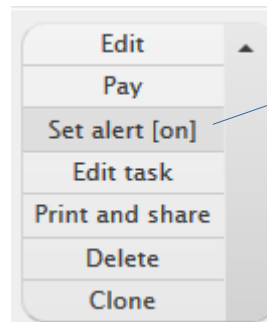 Edit
Pay
Set alert [on]
Edit task
Print and share
Delete
Clone